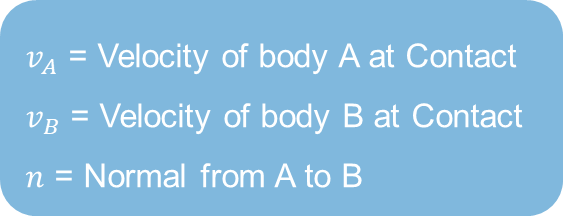 v_A = Velocity of body A at Contact
v_B = Velocity of body B at Contact
n = Normal from A to B